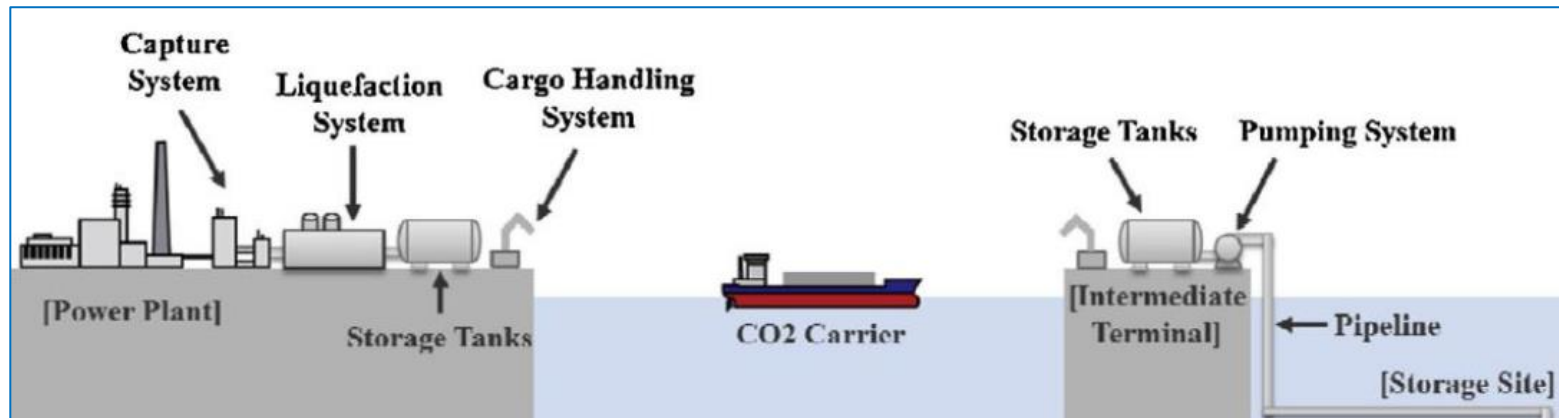 Capture
System
Liquefaction
System
Cargo Handling
System
Storage Tanks
Pumping System
[Power Plant]
Storage Tanks
CO2 Carrier
[Intermediate
Terminal]
Pipeline
[Storage Site]